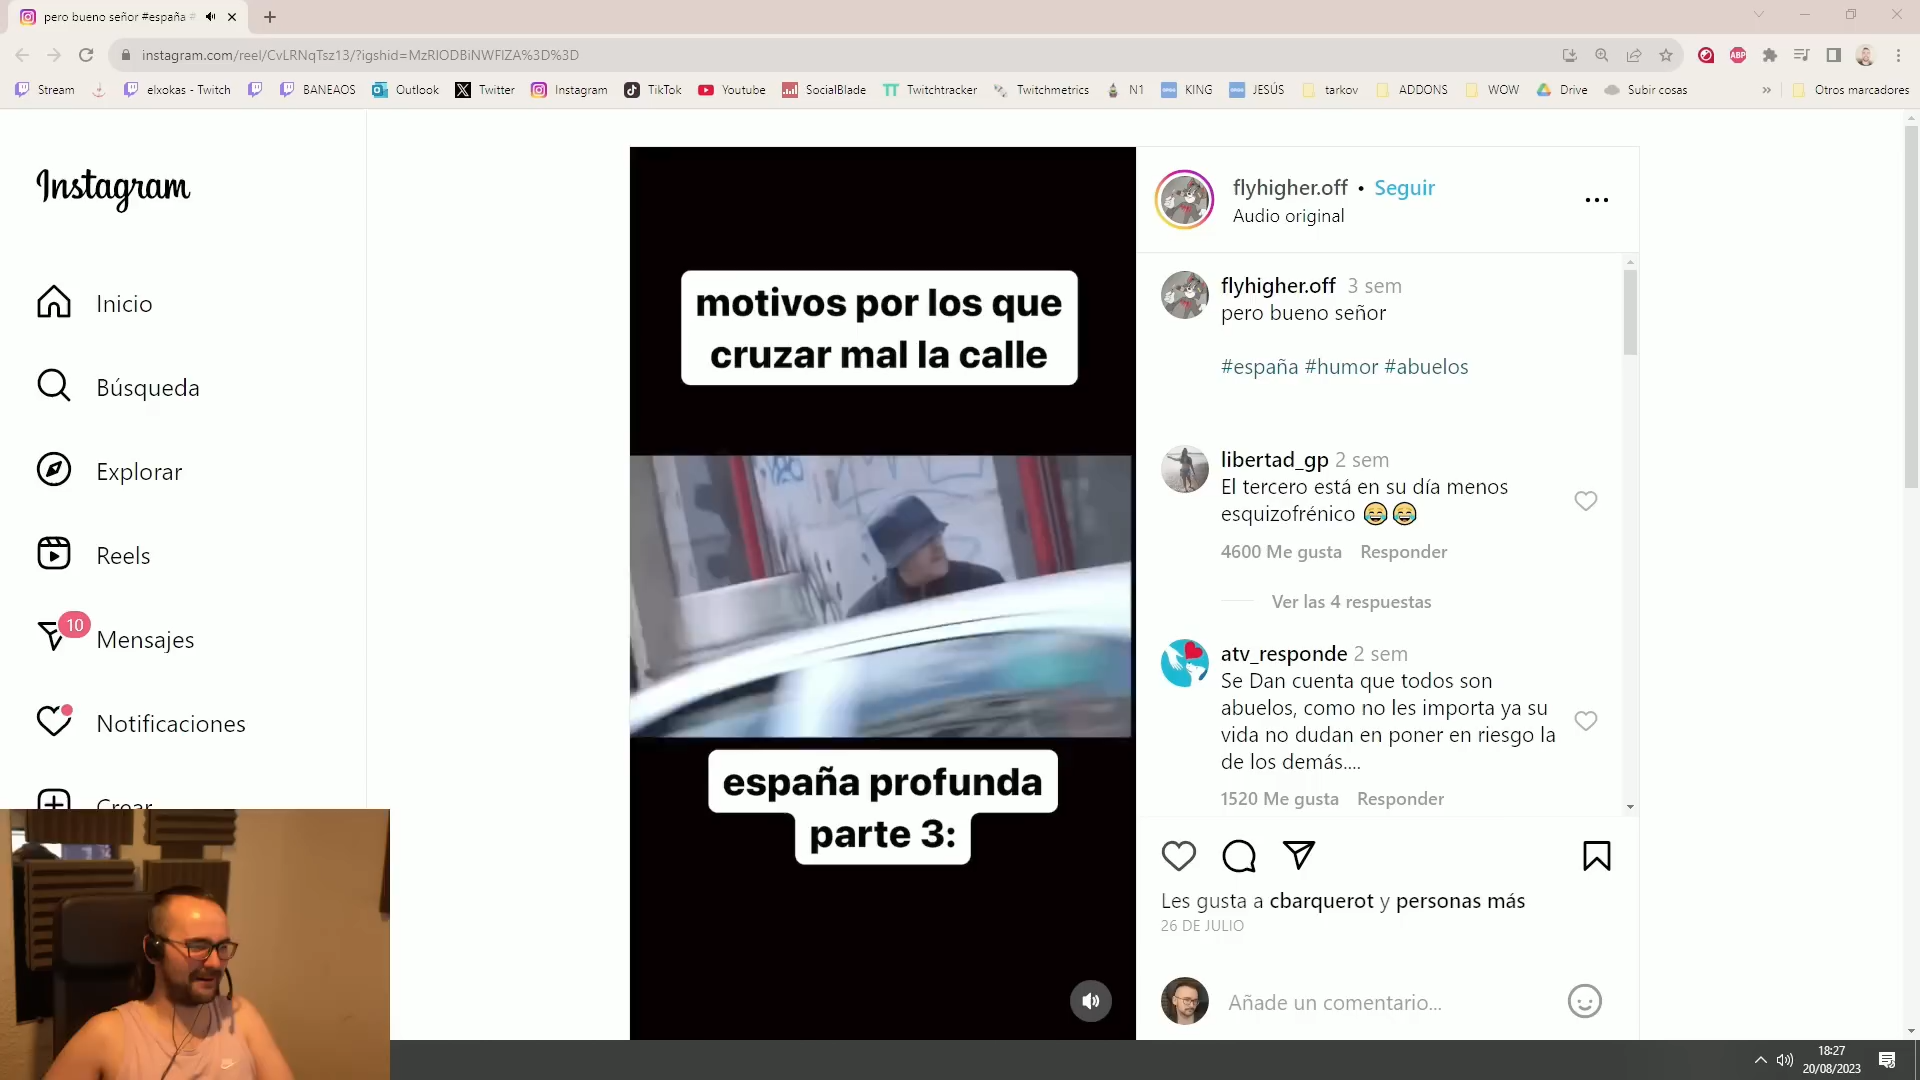 pero bueno señor #españa #
instagram.com/reel/CvLRNqTsz13/?igshid=MzRlODBiNWFlZA%3D%3D
ABP
Stream
elxokas - Twitch
BANEAOS
Outlook
Twitter
Instagram
TikTok
Youtube
SocialBlade
Twitchtracker
Twitchmetrics
N1
KING
JESÚS
tarkov
ADDONS
WOW
Drive
Subir cosas
Otros marcadores
Instagram
Inicio
Búsqueda
Explorar
Reels
10
Mensajes
Notificaciones
Crear
motivos por los que
cruzar mal la calle
españa profunda
parte 3:
flyhigher.off • Seguir
Audio original
flyhigher.off 3 sem
pero bueno señor
#españa #humor #abuelos
libertad_gp 2 sem
El tercero está en su día menos
esquizofrénico 😂😂
4600 Me gusta Responder
Ver las 4 respuestas
atv_responde 2 sem
Se Dan cuenta que todos son
abuelos, como no les importa ya su
vida no dudan en poner en riesgo la
de los demás....
1520 Me gusta Responder
Les gusta a cbarquerot y personas más
26 DE JULIO
Añade un comentario...
18:27
20/08/2023